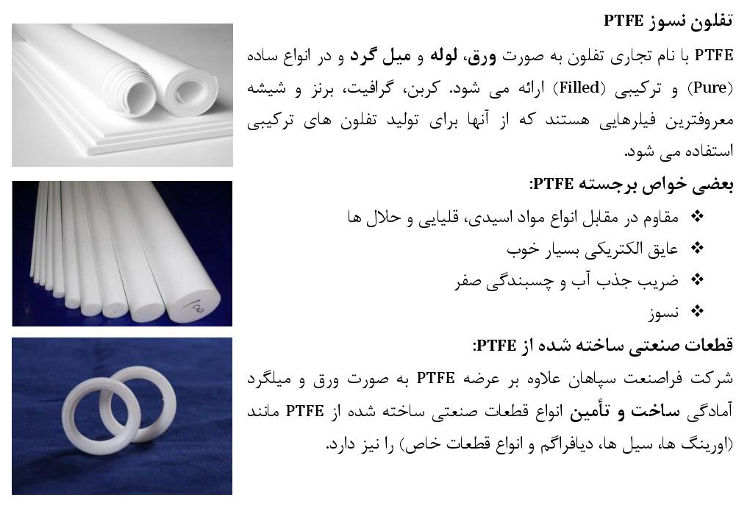 تفلون نسوز PTFE
PTFE با نام تجاری تفلون به صورت ورق، لوله و میل گرد و در انواع ساده
(Pure) و ترکیبی (Filled) ارائه می شود. کربن، گرافیت، برنز و شیشه
معروفترین فیلرهایی هستند که از آنها برای تولید تفلون های ترکیبی
استفاده می شود.
بعضی خواص برجسته PTFE:
❖ مقاوم در مقابل انواع مواد اسیدی، قلیایی و حلال ها
❖ عایق الکتریکی بسیار خوب
❖ ضریب جذب آب و چسبندگی صفر
❖ نسوز
قطعات صنعتی ساخته شده از PTFE:
شرکت فراصنعت سپاهان علاوه بر عرضه PTFE به صورت ورق و میلگرد
آمادگی ساخت و تأمین انواع قطعات صنعتی ساخته شده از PTFE مانند
(اورینگ ها، سیل ها، دیافراگم و انواع قطعات خاص) را نیز دارد.
100